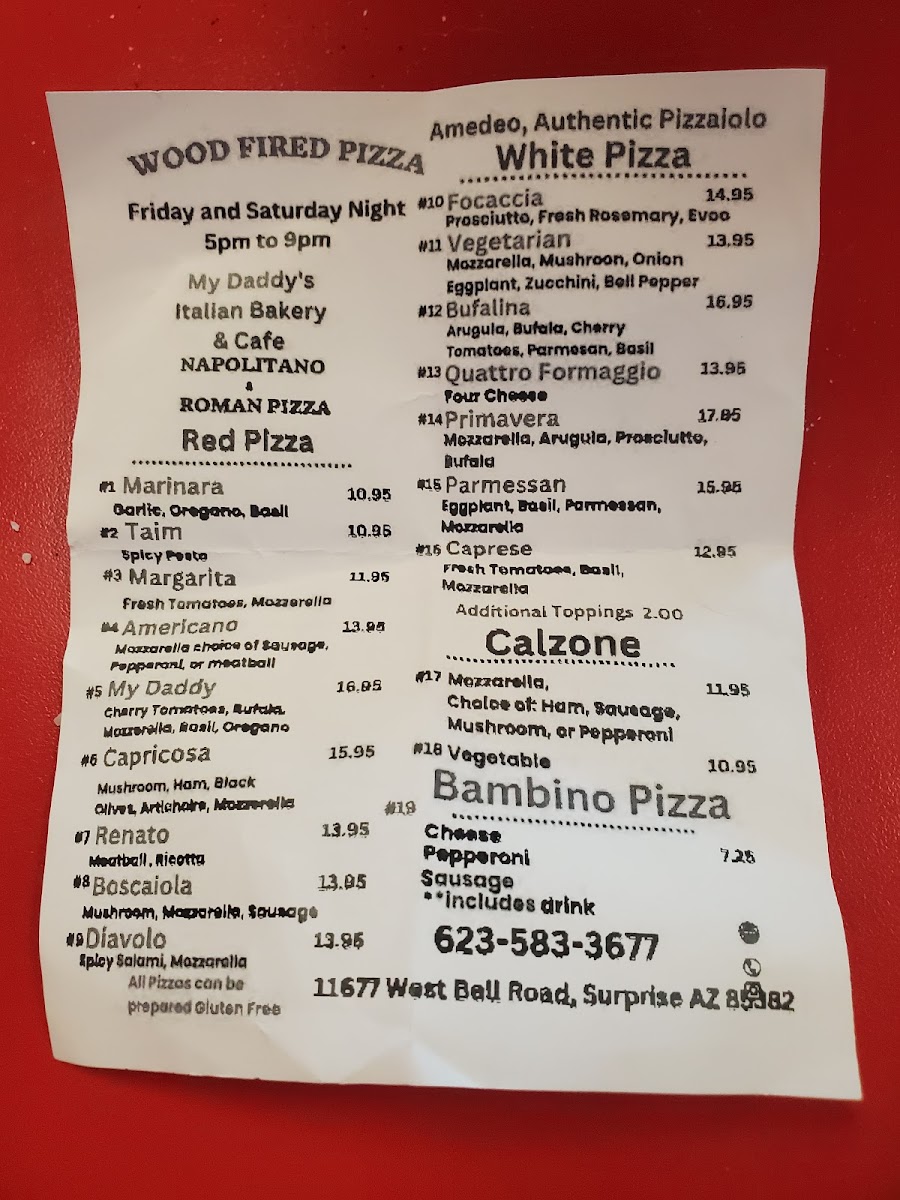 WOOD FIRED PIZZA
Friday and Saturday Night
5pm to 9pm
My Daddy's
Italian Bakery
& Cafe
NAPOLITANO
&
ROMAN PIZZA
Red Pizza
#1 Marinara 10.95
Garlic, Oregano, Basil
#2 Taim 10.95
Spicy Pesto
#3 Margarita 11.95
Fresh Tomatoes, Mozzerella
#4 Americano 13.95
Mozzarella choice of Sausage,
Pepperoni, or meatball
#5 My Daddy 16.95
Cherry Tomatoes, Bufala,
Mozzerella, Basil, Oregano
#6 Capricosa 15.95
Mushroom, Ham, Black
Olives, Artichoke, Mozzerella
#7 Renato 13.95
Meatball, Ricotta
#8 Boscaiola 13.95
Mushroom, Mozzarella, Sausage
#9 Diavolo 13.95
Spicy Salami, Mozzarella
All Pizzas can be
prepared Gluten Free
Amedeo, Authentic Pizzaiolo
White Pizza
#10 Focaccia 14.95
Prosciutto, Fresh Rosemary, Evoo
#11 Vegetarian 13.95
Mozzarella, Mushroon, Onion
Eggplant, Zucchini, Bell Pepper
#12 Bufalina 16.95
Arugula, Bufala, Cherry
Tomatoes, Parmesan, Basil
#13 Quattro Formaggio 13.95
Four Cheese
#14 Primavera 17.95
Mozzarella, Arugula, Prosciutto,
Bufala
#15 Parmessan 15.95
Eggplant, Basil, Parmessan,
Mozzarella
#16 Caprese 12.95
Fresh Tomatoes, Basil,
Mozzarella
Additional Toppings 2.00
Calzone
#17 Mozzarella, 11.95
Choice of: Ham, Sausage,
Mushroom, or Pepperoni
#18 Vegetable 10.95
#19 Bambino Pizza
Cheese
Pepperoni 7.25
Sausage
**includes drink
623-583-3677
11677 West Bell Road, Surprise AZ 85382